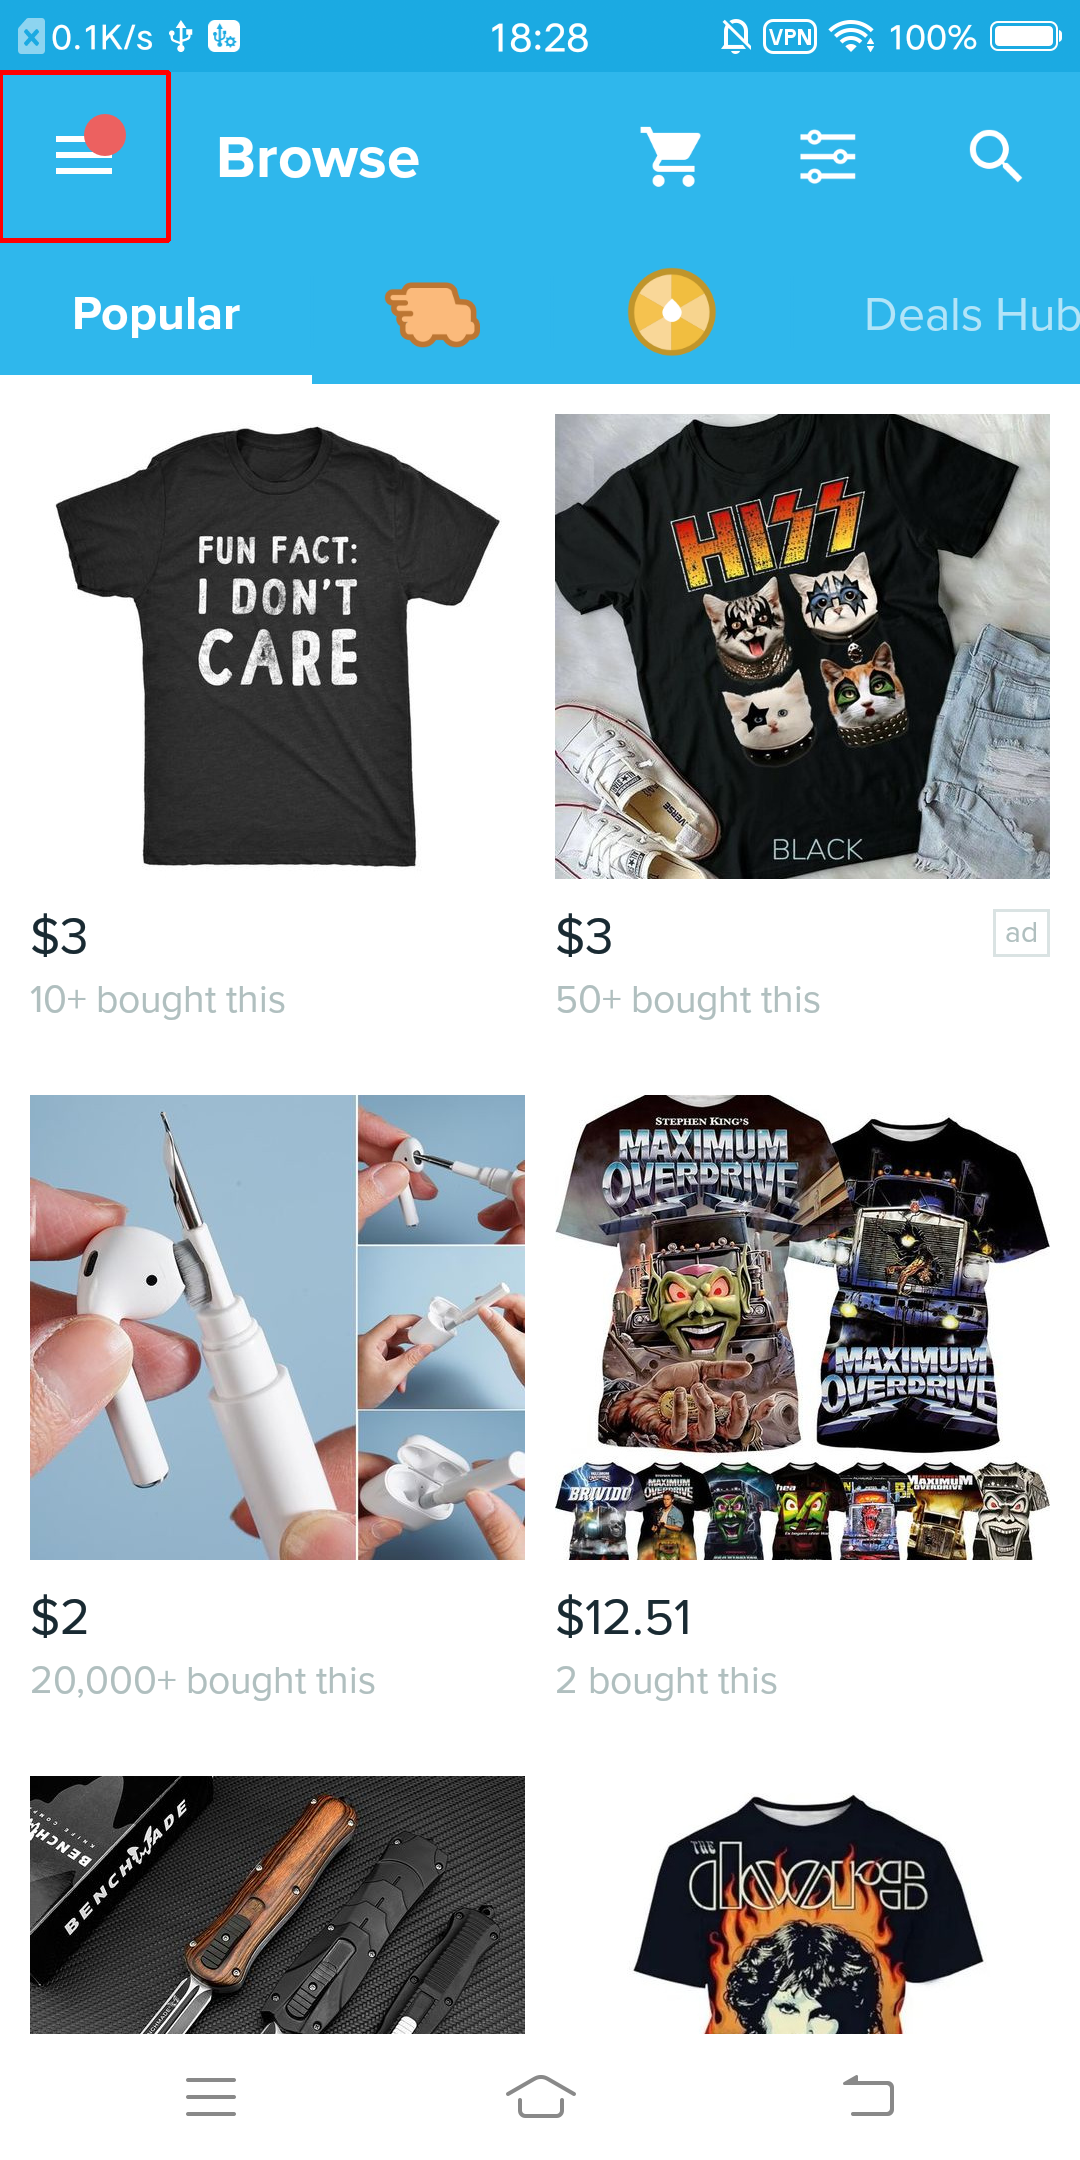 0.1K/s
18:28
VPN
100%
Browse
Popular
Deals Hub
FUN FACT:
I DON'T
CARE
HISS
BLACK
$3
10+ bought this
$3
ad
50+ bought this
STEPHEN KING'S
MAXIMUM
OVERDRIVE
MAXIMUM
OVERDRIVE
BRIVIDO
$2
20,000+ bought this
$12.51
2 bought this
BENCHMADE
THE
doors